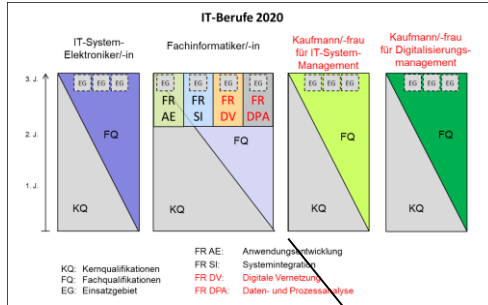 IT-Berufe 2020
IT-System-
Elektroniker/-in
Fachinformatiker/-in
Kaufmann/-frau
für IT-System-
Management
Kaufmann/-frau
für Digitalisierungs-
management
3. J.
2. J.
1. J.
EG EG EG
FQ
KQ
EG EG EG EG
FR AE
FR SI
FR DV
FR DPA
FQ
KQ
EG EG EG
FQ
KQ
EG EG EG
FQ
KQ
KQ: Kernqualifikationen
FQ: Fachqualifikationen
EG: Einsatzgebiet
FR AE: Anwendungsentwicklung
FR SI: Systemintegration
FR DV: Digitale Vernetzung
FR DPA: Daten- und Prozessanalyse